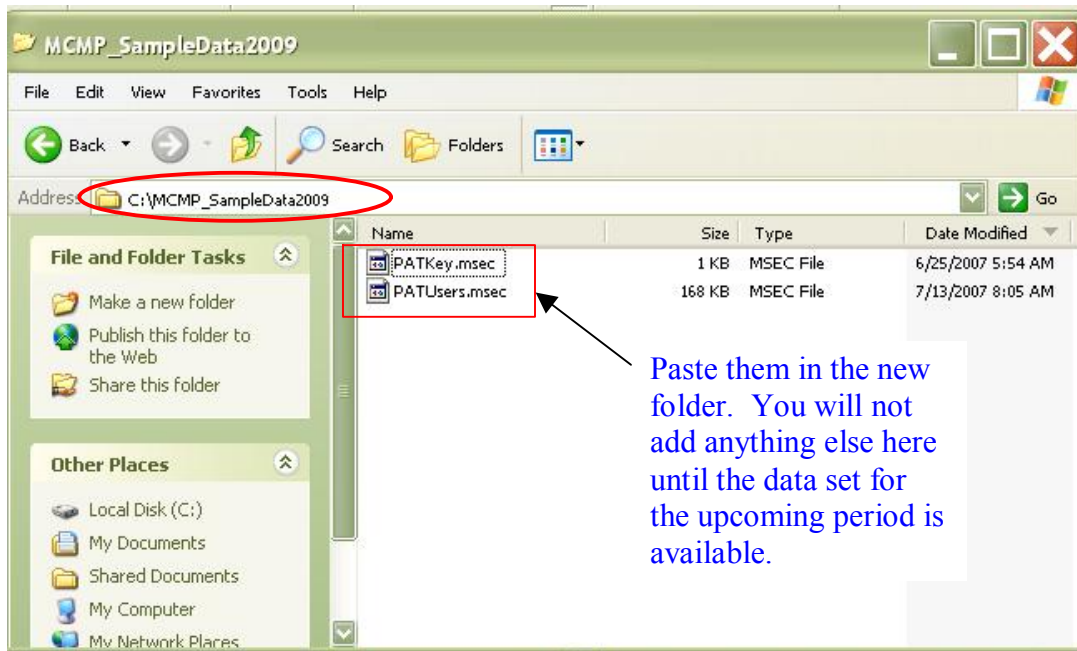 MCMP_SampleData2009
File Edit View Favorites Tools Help
Back Search Folders
Address C:\MCMP_SampleData2009 Go
Name Size Type Date Modified
File and Folder Tasks
Make a new folder
Publish this folder to
the Web
Share this folder
PATKey.msec 1 KB MSEC File 6/25/2007 5:54 AM
PATUsers.msec 168 KB MSEC File 7/13/2007 8:05 AM
Paste them in the new
folder. You will not
add anything else here
until the data set for
the upcoming period is
available.
Other Places
Local Disk (C:)
My Documents
Shared Documents
My Computer
My Network Places